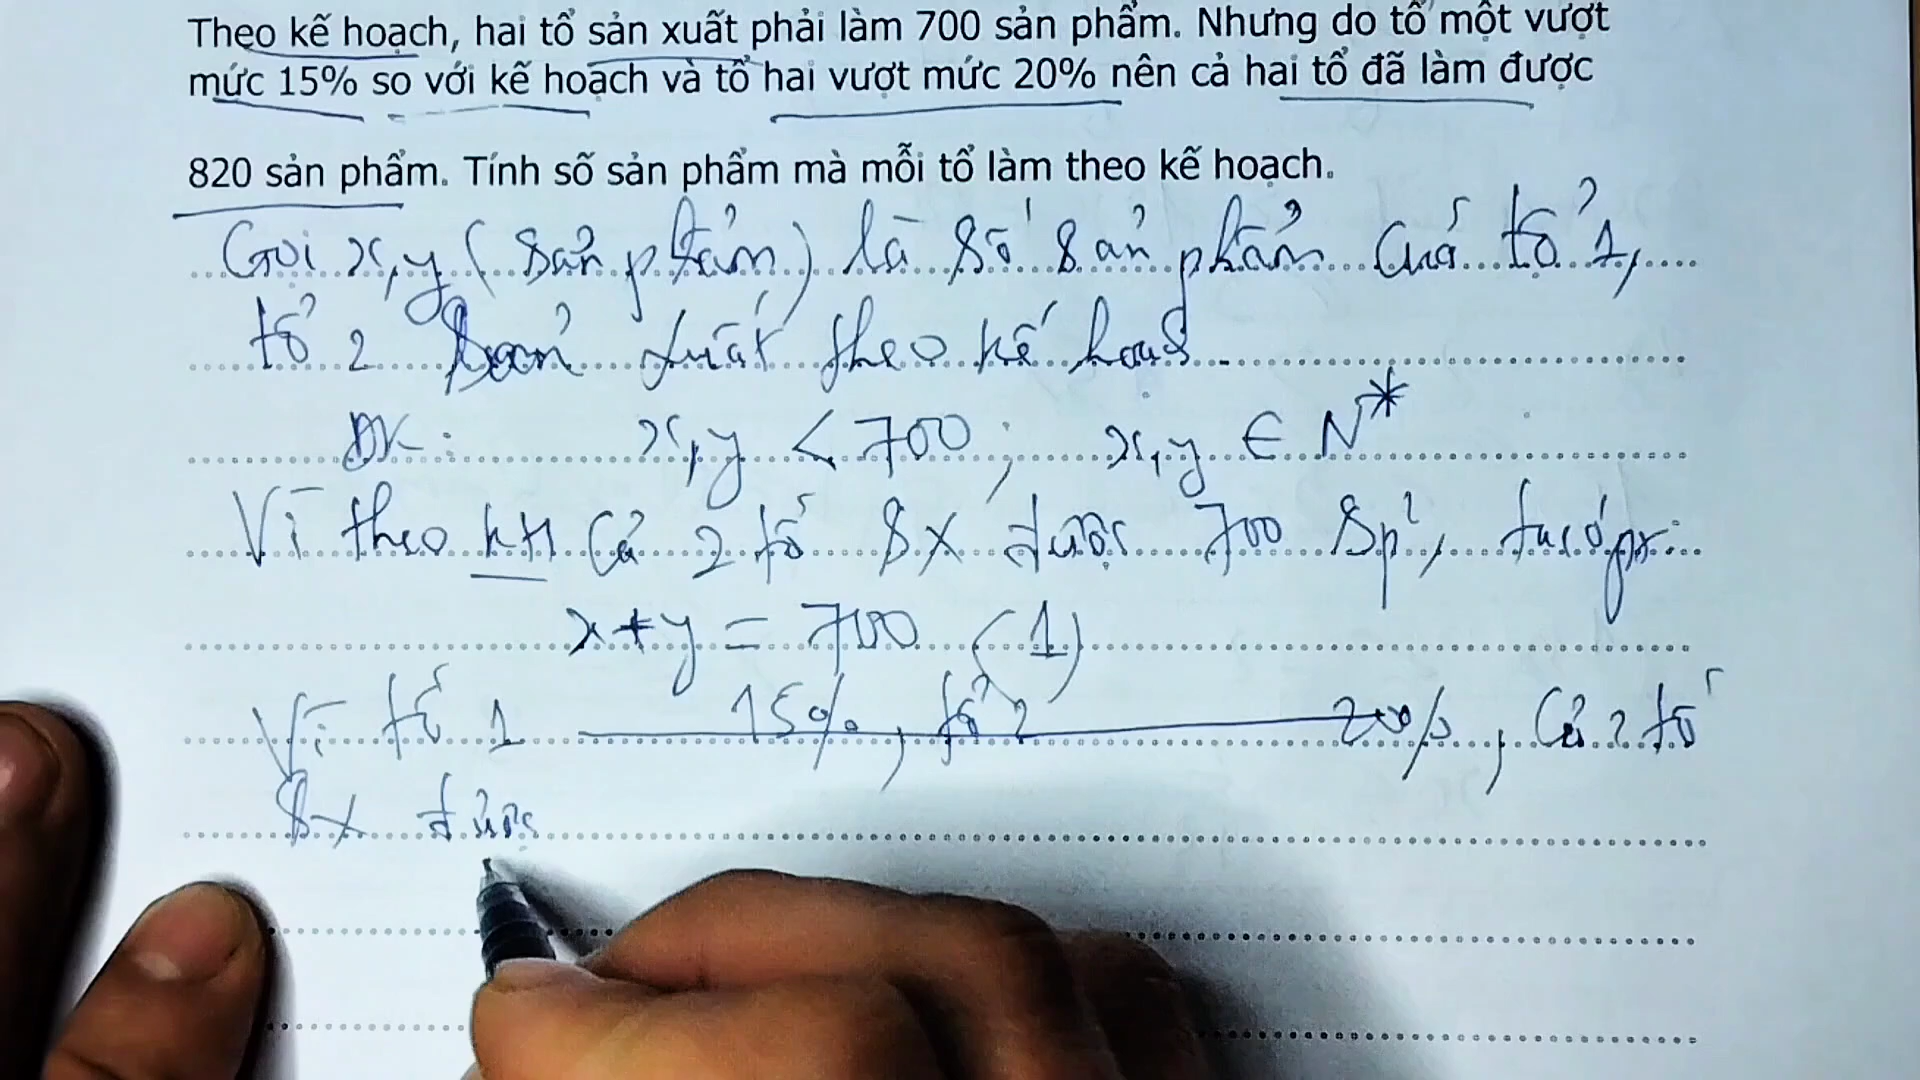 Theo kế hoạch, hai tổ sản xuất phải làm 700 sản phẩm. Nhưng do tổ một vượt
mức 15% so với kế hoạch và tổ hai vượt mức 20% nên cả hai tổ đã làm được
820 sản phẩm. Tính số sản phẩm mà mỗi tổ làm theo kế hoạch.
Gọi x, y (sản phẩm) là số sản phẩm của tổ 1,
tổ 2 sản xuất theo kế hoạch
ĐK: x, y < 700 ; x, y ∈ N*
Vì theo KH cả 2 tổ SX được 700 Sp', ta có pt:
x + y = 700 (1)
Vì tổ 1 15%, tổ 2 20%, cả 2 tổ
SX được